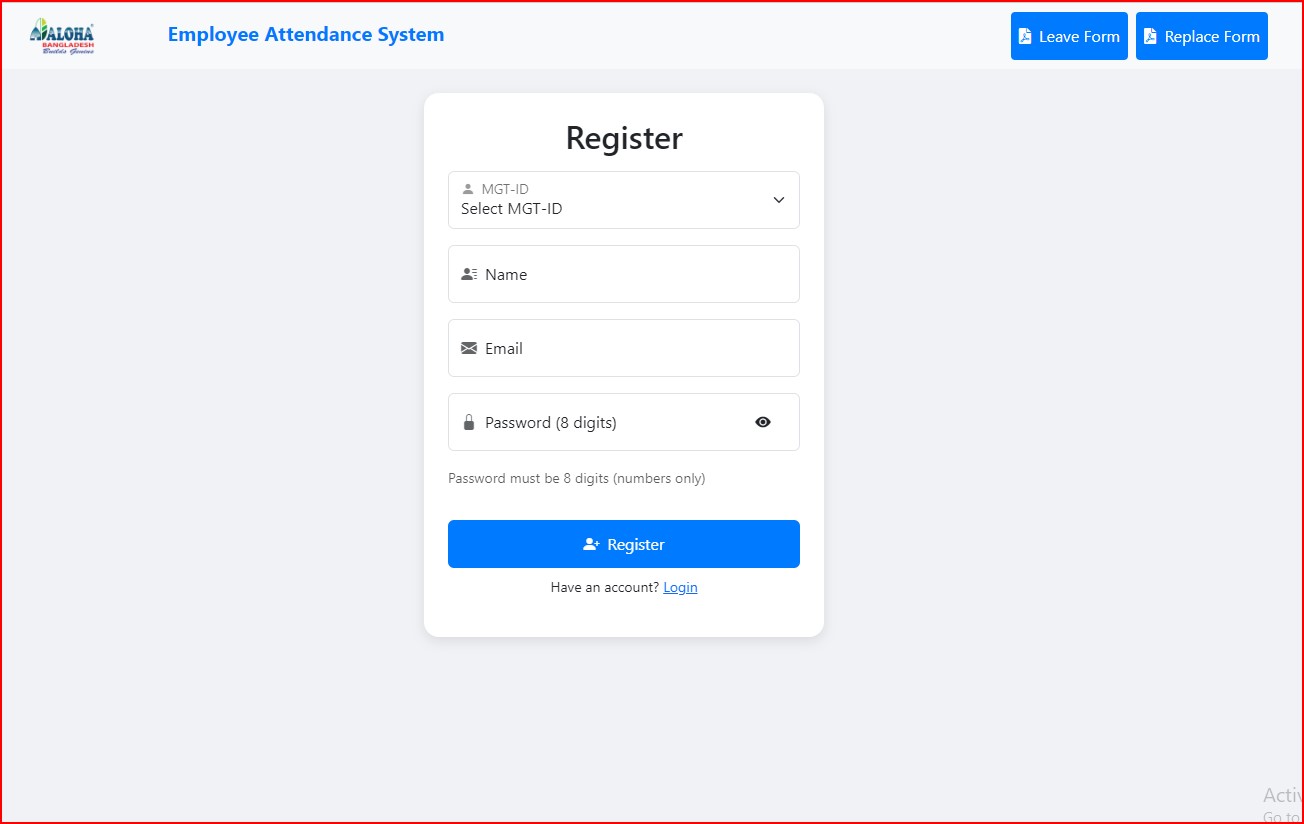 ALOHA
BANGLADESH
Builds Genius
Employee Attendance System
Leave Form
Replace Form
Register
MGT-ID
Select MGT-ID
Name
Email
Password (8 digits)
Password must be 8 digits (numbers only)
Register
Have an account? Login
Activ
Go to